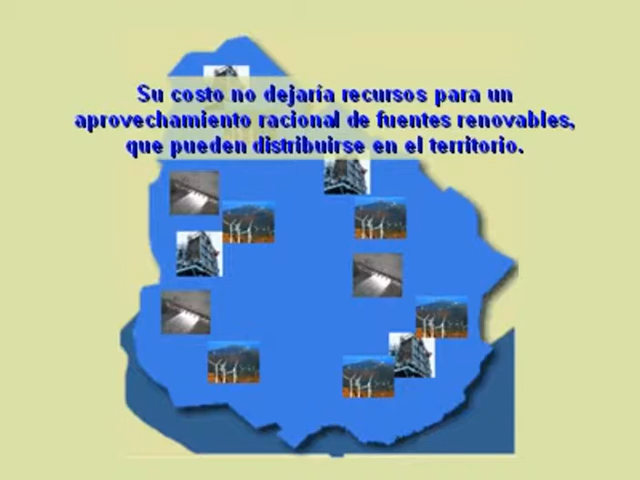 Su costo no dejaría recursos para un
aprovechamiento racional de fuentes renovables,
que pueden distribuirse en el territorio.